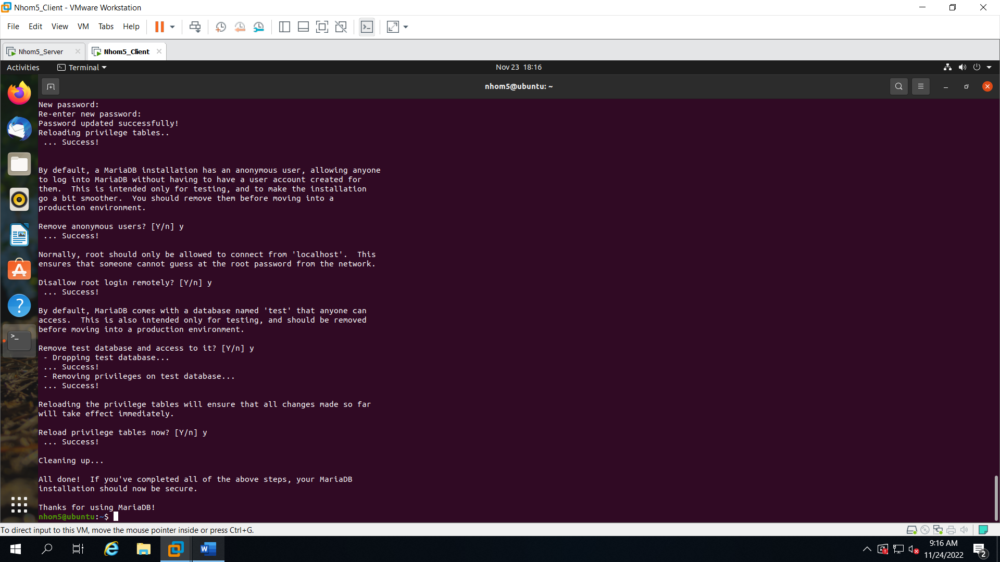 Nhom5_Client - VMware Workstation
File Edit View VM Tabs Help
Nhom5_Server
Nhom5_Client
Activities
Terminal
Nov 23 18:16
nhom5@ubuntu: ~
New password:
Re-enter new password:
Password updated successfully!
Reloading privilege tables..
... Success!
By default, a MariaDB installation has an anonymous user, allowing anyone
to log into MariaDB without having to have a user account created for
them.  This is intended only for testing, and to make the installation
go a bit smoother.  You should remove them before moving into a
production environment.
Remove anonymous users? [Y/n] y
... Success!
Normally, root should only be allowed to connect from 'localhost'.  This
ensures that someone cannot guess at the root password from the network.
Disallow root login remotely? [Y/n] y
... Success!
By default, MariaDB comes with a database named 'test' that anyone can
access.  This is also intended only for testing, and should be removed
before moving into a production environment.
Remove test database and access to it? [Y/n] y
- Dropping test database...
... Success!
- Removing privileges on test database...
... Success!
Reloading the privilege tables will ensure that all changes made so far
will take effect immediately.
Reload privilege tables now? [Y/n] y
... Success!
Cleaning up...
All done!  If you've completed all of the above steps, your MariaDB
installation should now be secure.
Thanks for using MariaDB!
nhom5@ubuntu:~$
To direct input to this VM, move the mouse pointer inside or press Ctrl+G.
9:16 AM
11/24/2022
2